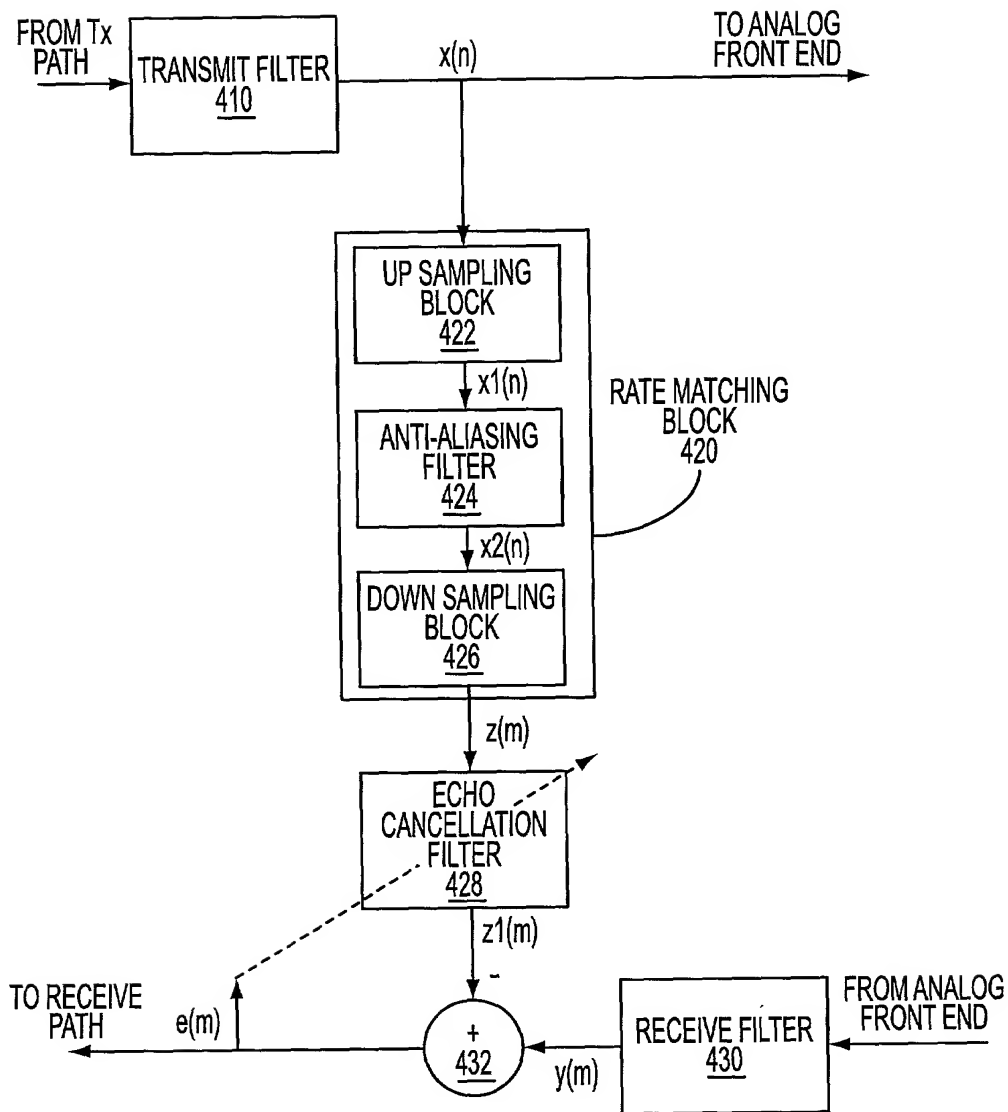 FROM Tx
PATH
TRANSMIT FILTER
410
x(n)
TO ANALOG
FRONT END
UP SAMPLING
BLOCK
422
x1(n)
ANTI-ALIASING
FILTER
424
x2(n)
DOWN SAMPLING
BLOCK
426
RATE MATCHING
BLOCK
420
z(m)
ECHO
CANCELLATION
FILTER
428
z1(m)
-
TO RECEIVE
PATH
e(m)
+
432
y(m)
RECEIVE FILTER
430
FROM ANALOG
FRONT END